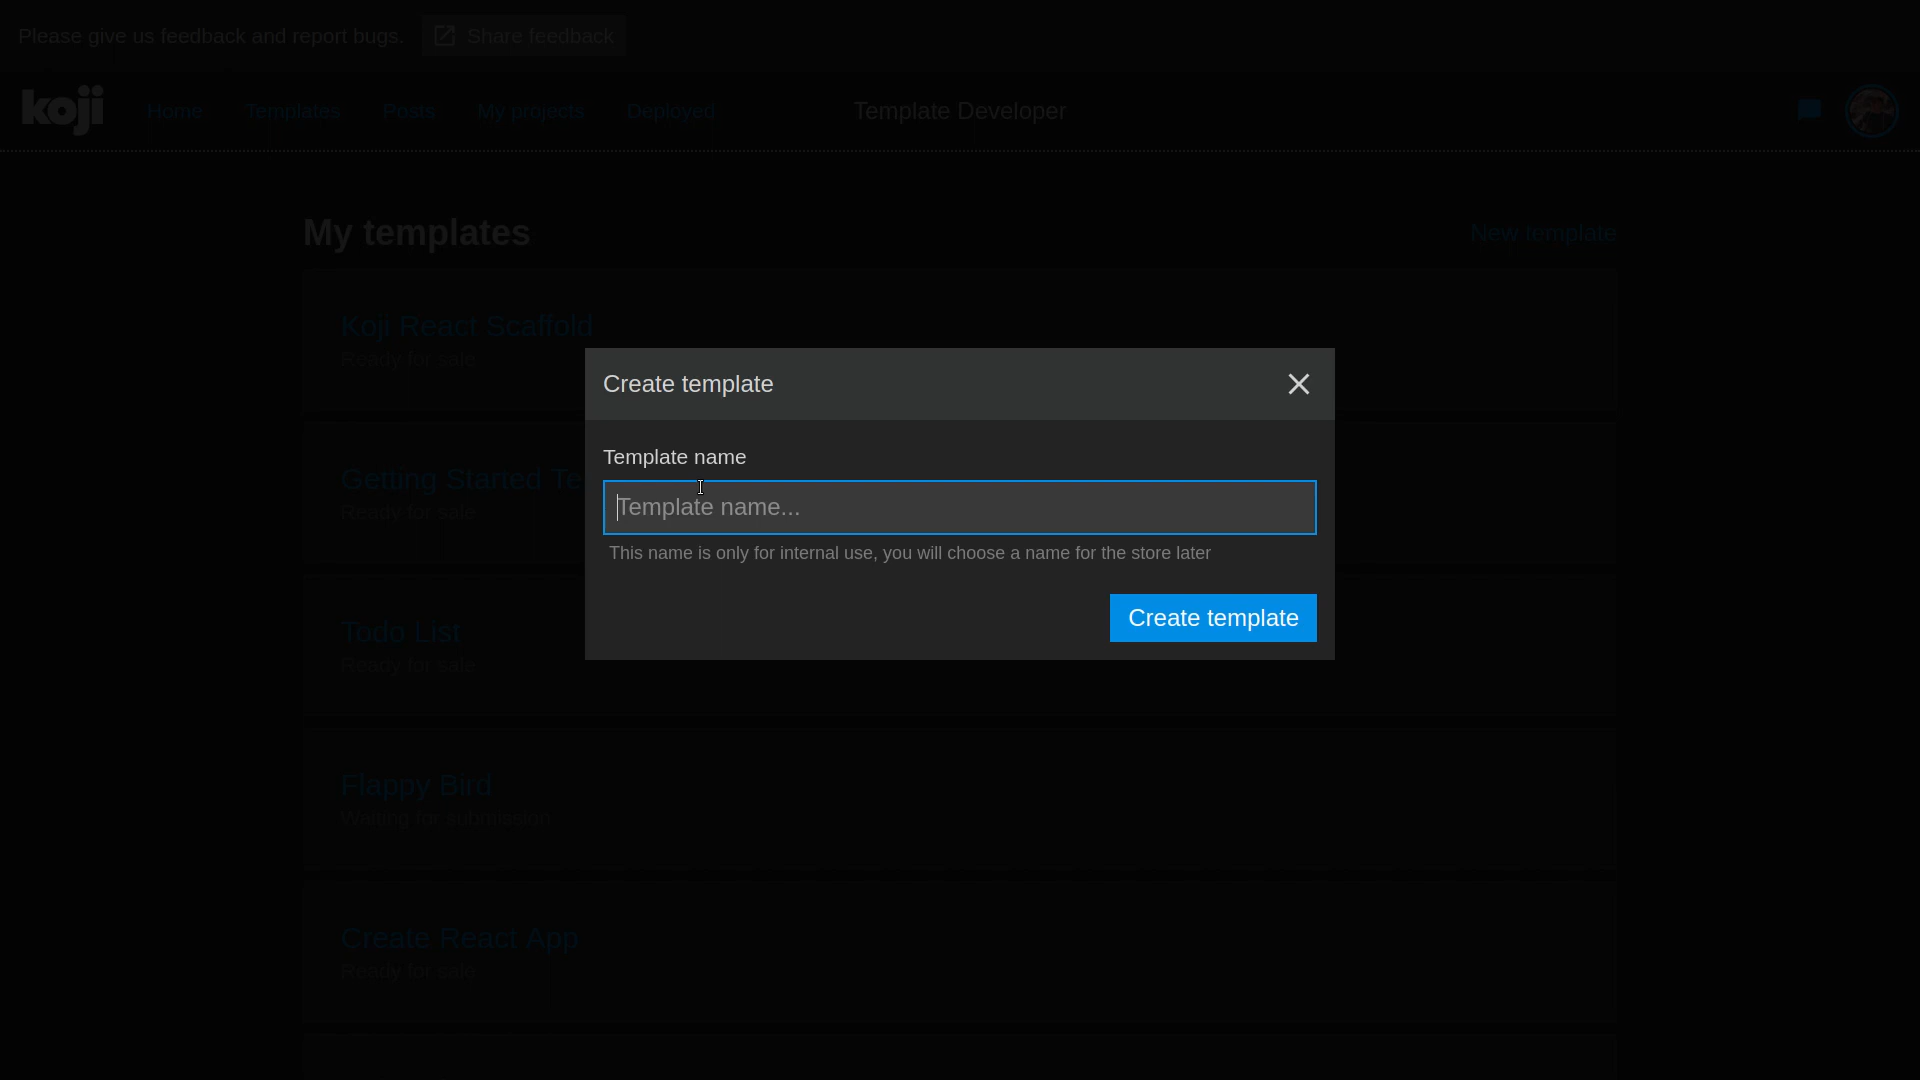 Please give us feedback and report bugs. Share feedback
koji Home Templates Posts My projects Deployed Template Developer
My templates New template
Koji React Scaffold
Ready for sale
Create template
Template name
Getting Started Te
Template name...
Ready for sale
This name is only for internal use, you will choose a name for the store later
Create template
Todo List
Ready for sale
Flappy Bird
Waiting for submission
Create React App
Ready for sale